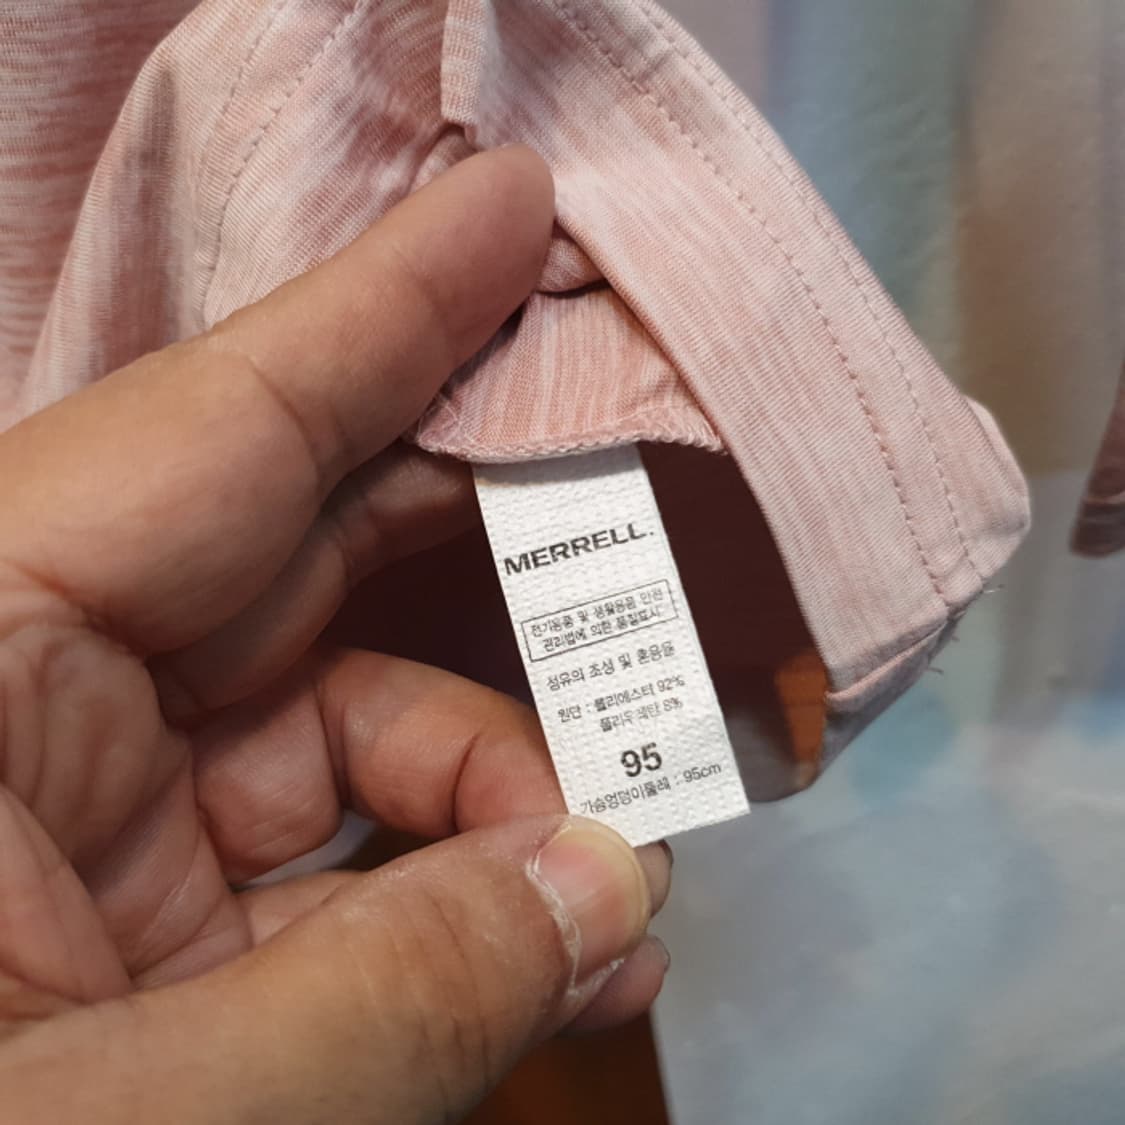 MERRELL.
전기용품 및 생활용품 안전
관리법에 의한 품질표시
섬유의 조성 및 혼용율
원단 : 폴리에스터 92%
폴리우레탄 8%
95
가슴엉덩이둘레 : 95cm